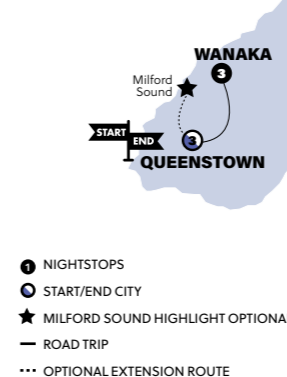 WANAKA
3
Milford
Sound
START
END
3
QUEENSTOWN
1 NIGHTSTOPS
START/END CITY
MILFORD SOUND HIGHLIGHT OPTIONA
ROAD TRIP
OPTIONAL EXTENSION ROUTE